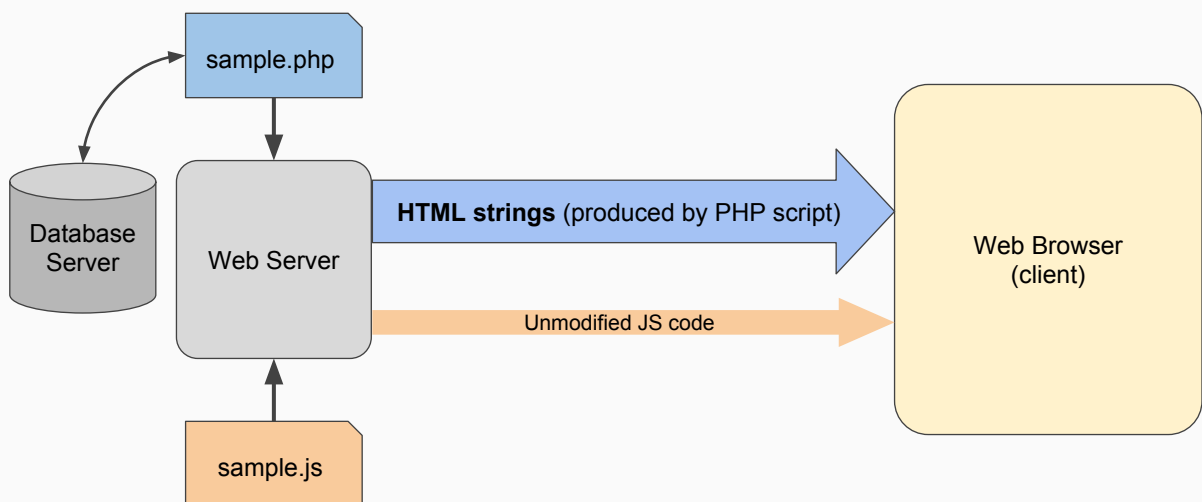 sample.php
Database
Server
Web Server
HTML strings (produced by PHP script)
Unmodified JS code
Web Browser
(client)
sample.js